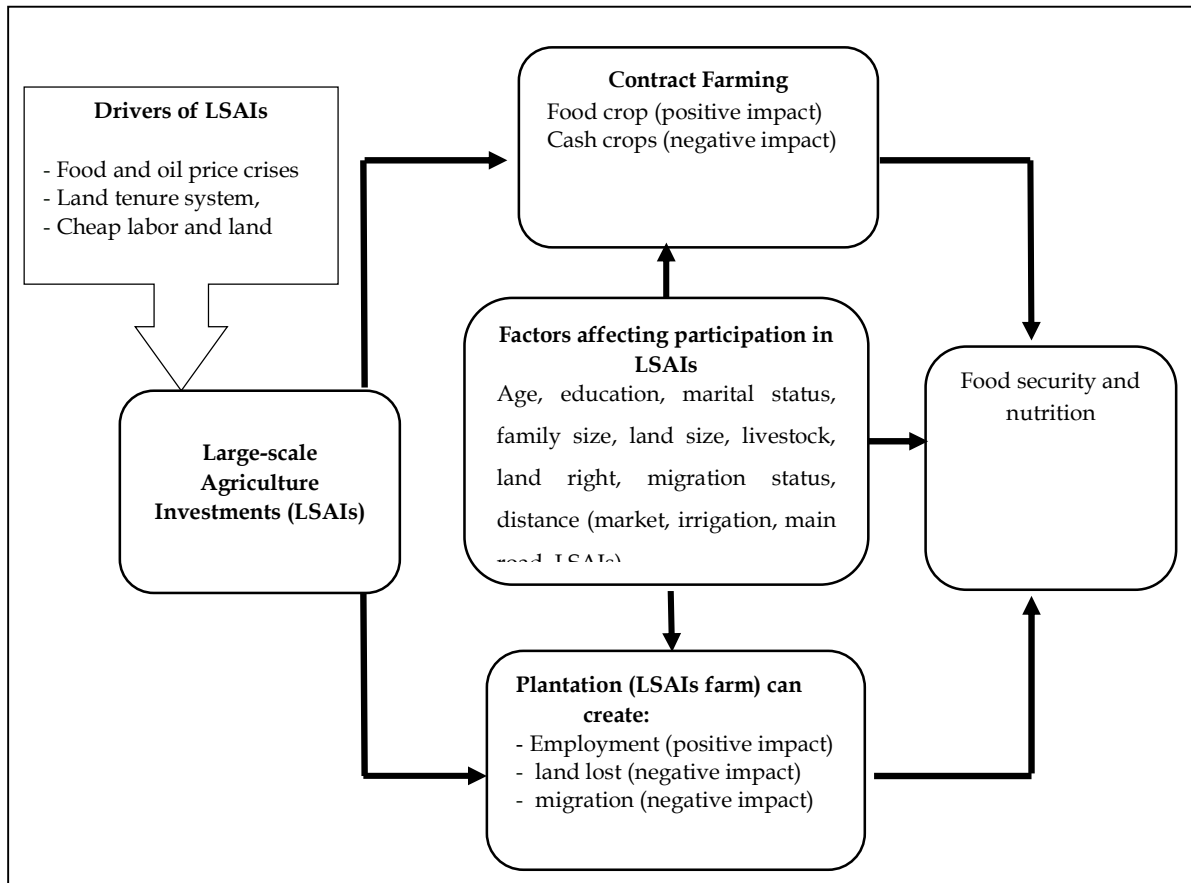 Drivers of LSAIs
- Food and oil price crises
- Land tenure system,
- Cheap labor and land
Large-scale
Agriculture
Investments (LSAIs)
Contract Farming
Food crop (positive impact)
Cash crops (negative impact)
Factors affecting participation in
LSAIs
Age, education, marital status,
family size, land size, livestock,
land right, migration status,
distance (market, irrigation, main
road, LSAIs)
Plantation (LSAIs farm) can
create:
- Employment (positive impact)
- land lost (negative impact)
- migration (negative impact)
Food security and
nutrition